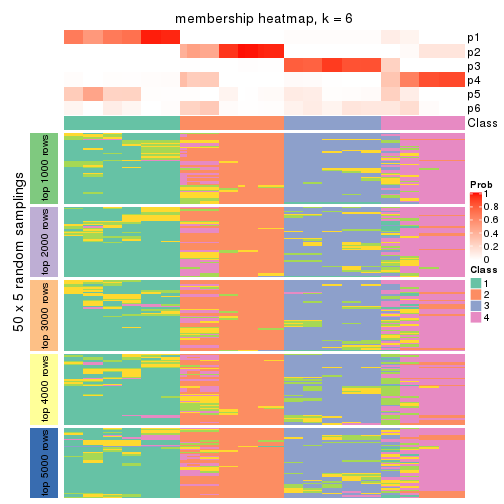 membership heatmap, k = 6
p1
p2
p3
p4
p5
p6
Class
50 x 5 random samplings
top 1000 rows
top 2000 rows
top 3000 rows
top 4000 rows
top 5000 rows
Prob
1
0.8
0.6
0.4
0.2
0
Class
1
2
3
4